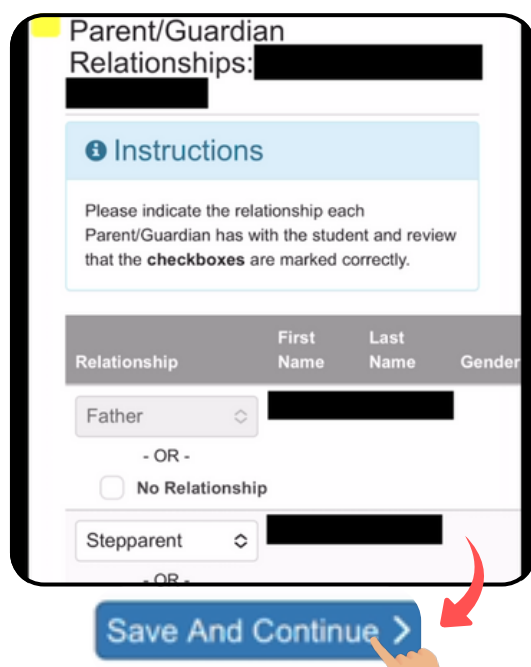 Parent/Guardian
Relationships:
Instructions
Please indicate the relationship each
Parent/Guardian has with the student and review
that the checkboxes are marked correctly.
First Last
Relationship Name Name Gender
Father
- OR -
No Relationship
Stepparent
- OR -
Save And Continue